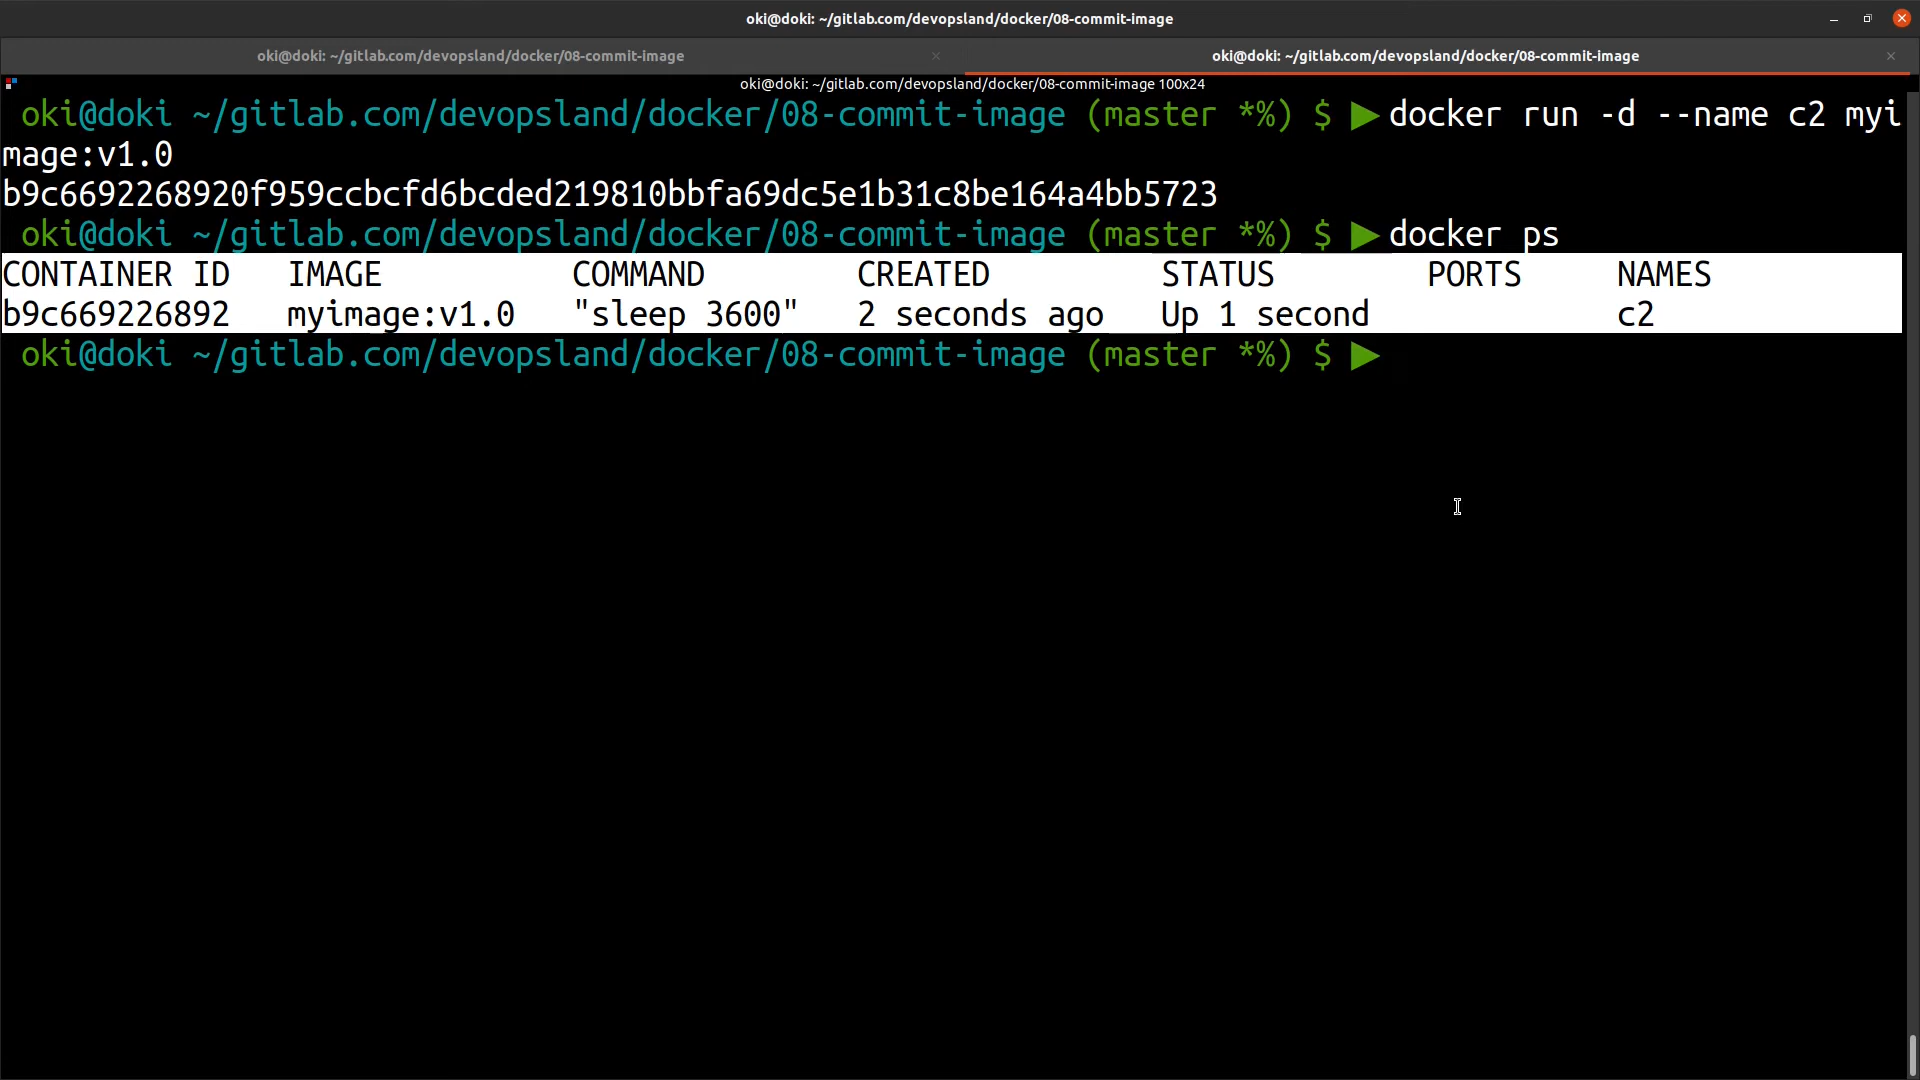 oki@doki: ~/gitlab.com/devopsland/docker/08-commit-image
oki@doki: ~/gitlab.com/devopsland/docker/08-commit-image × oki@doki: ~/gitlab.com/devopsland/docker/08-commit-image ×
oki@doki: ~/gitlab.com/devopsland/docker/08-commit-image 100x24
oki@doki ~/gitlab.com/devopsland/docker/08-commit-image (master *%) $ ▶docker run -d --name c2 myi
mage:v1.0
b9c6692268920f959ccbcfd6bcded219810bbfa69dc5e1b31c8be164a4bb5723
oki@doki ~/gitlab.com/devopsland/docker/08-commit-image (master *%) $ ▶docker ps
CONTAINER ID   IMAGE          COMMAND        CREATED         STATUS        PORTS     NAMES
b9c669226892   myimage:v1.0   "sleep 3600"   2 seconds ago   Up 1 second             c2
oki@doki ~/gitlab.com/devopsland/docker/08-commit-image (master *%) $ ▶